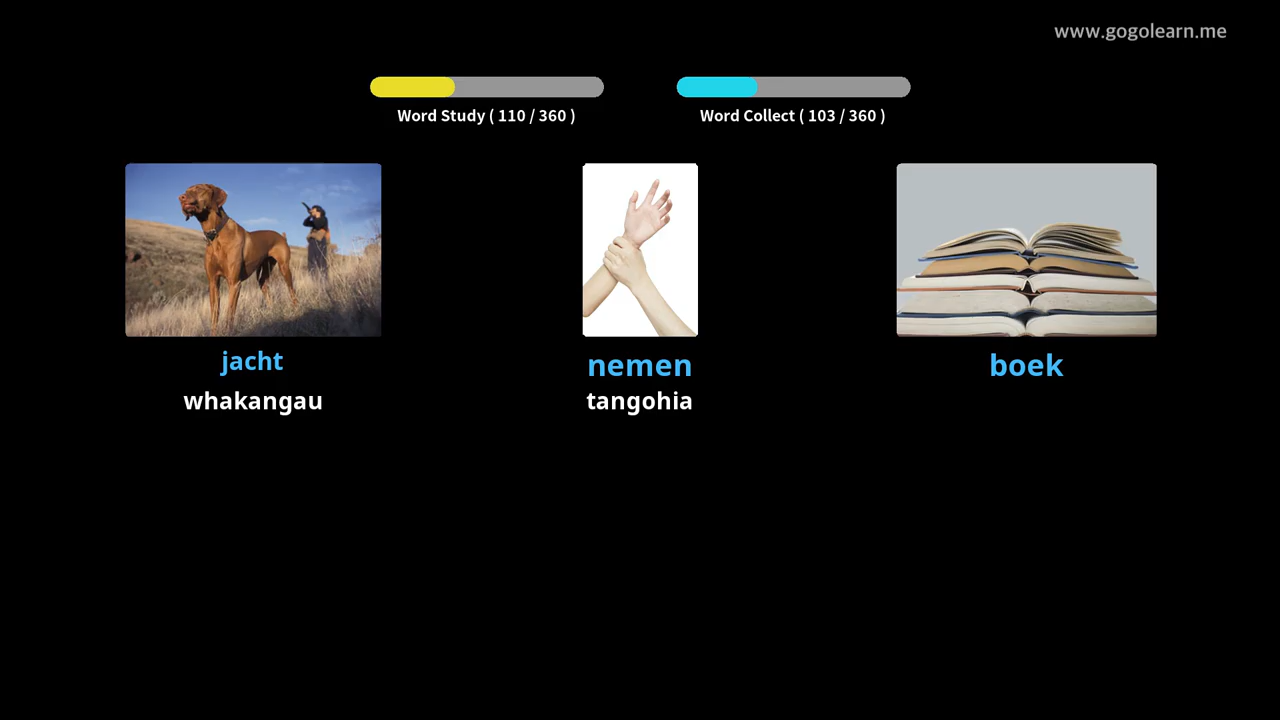 www.gogolearn.me
Word Study ( 110 / 360 )
Word Collect ( 103 / 360 )
jacht
whakangau
nemen
tangohia
boek